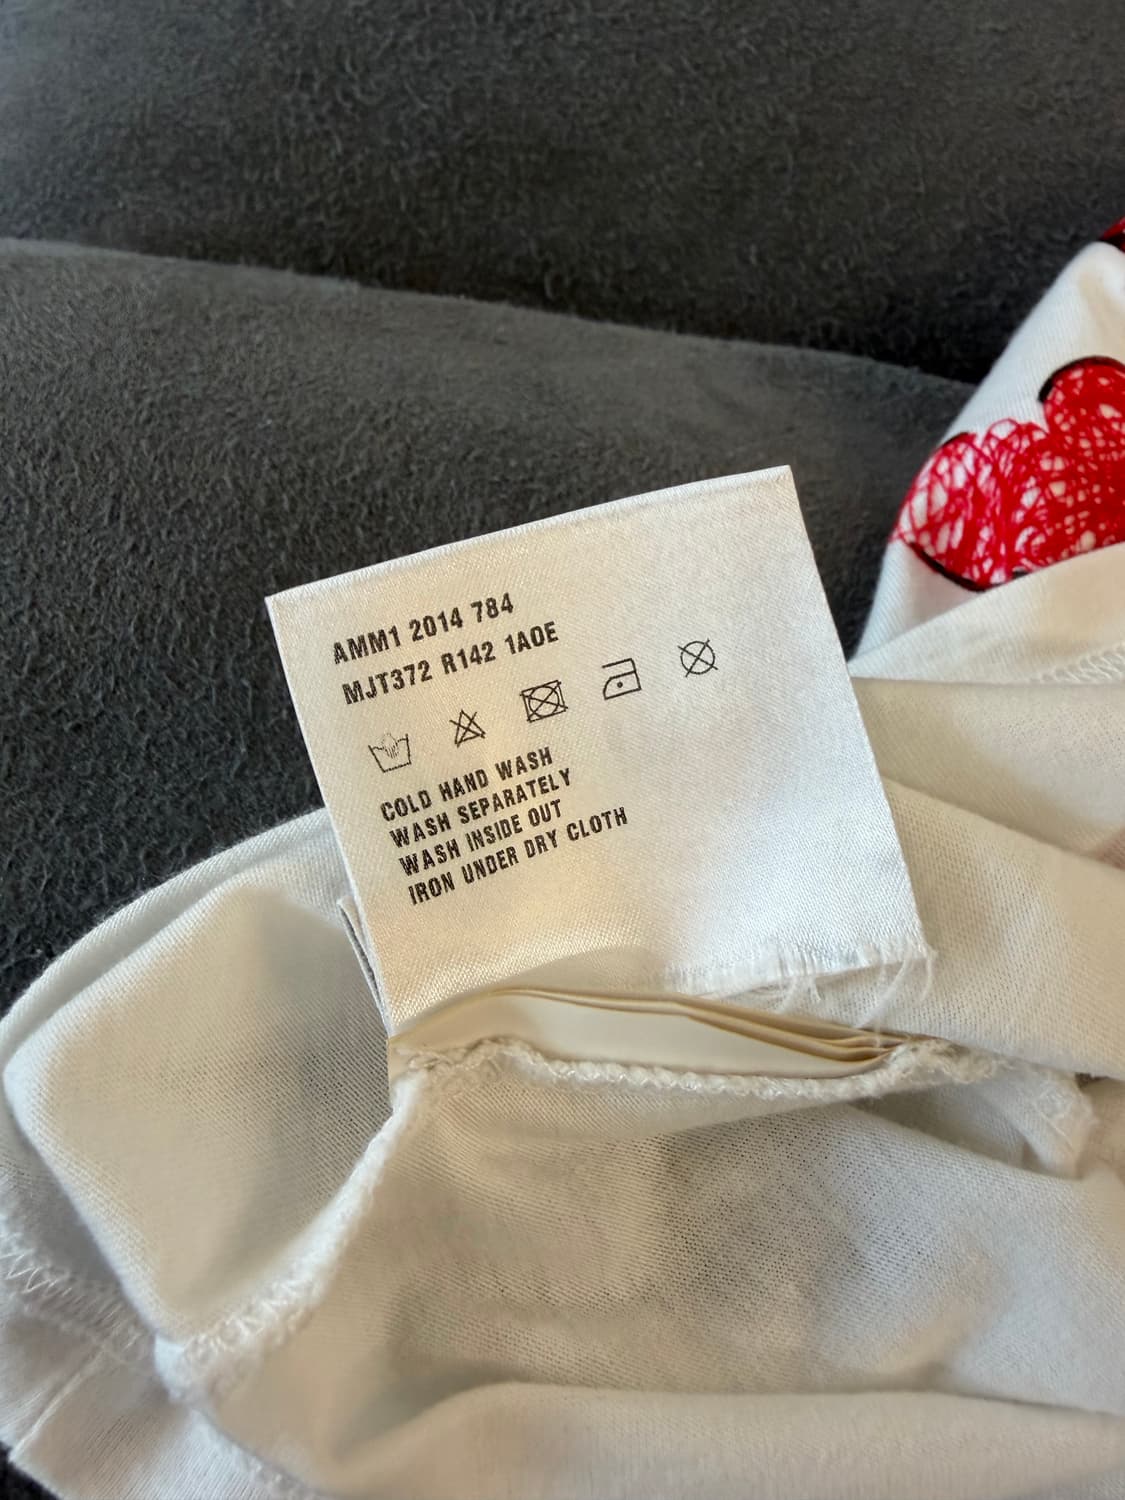 AMM1 2014 784
MJT372 R142 1AOE
COLD HAND WASH
WASH SEPARATELY
WASH INSIDE OUT
IRON UNDER DRY CLOTH